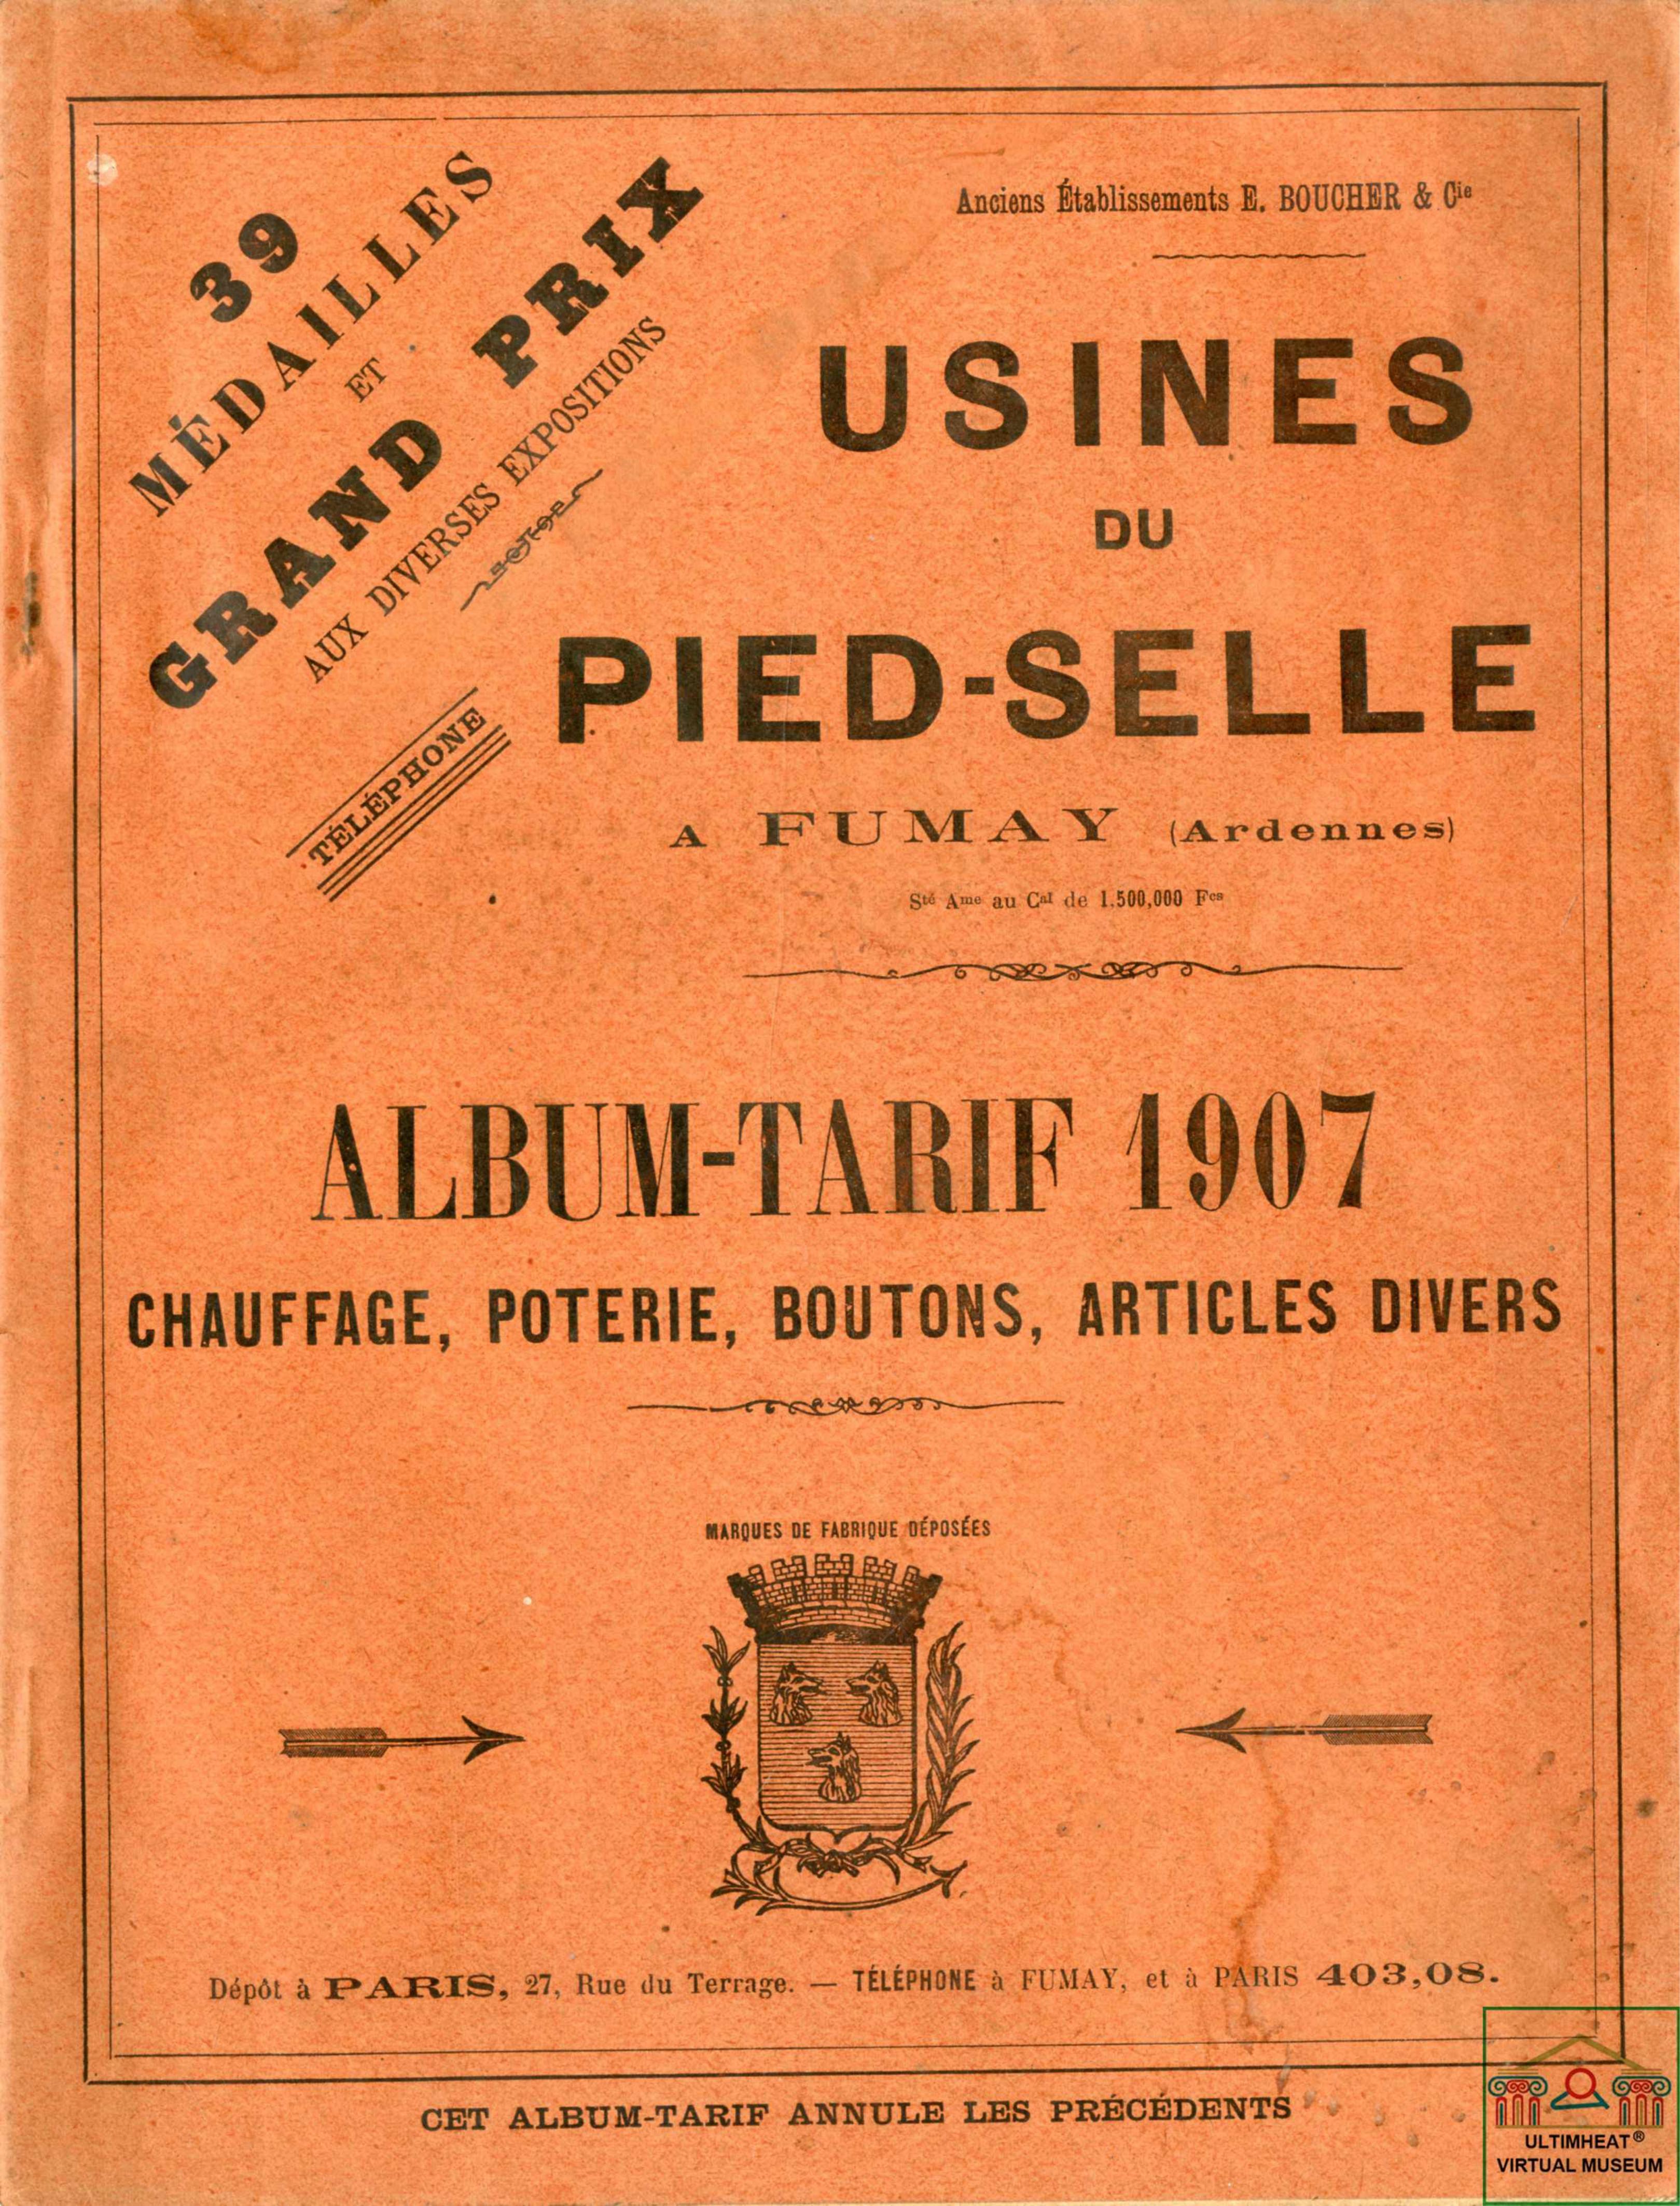 39
MÉDAILLES
ET
GRAND PRIX
AUX DIVERSES EXPOSITIONS
TÉLÉPHONE
Anciens Établissements E. BOUCHER & Cie
USINES
DU
PIED-SELLE
A FUMAY (Ardennes)
Sté Ame au Cal de 1.500,000 Fcs
ALBUM-TARIF 1907
CHAUFFAGE, POTERIE, BOUTONS, ARTICLES DIVERS
MARQUES DE FABRIQUE DÉPOSÉES
Dépôt à PARIS, 27, Rue du Terrage. — TÉLÉPHONE à FUMAY, et à PARIS 403,08.
CET ALBUM-TARIF ANNULE LES PRÉCÉDENTS
ULTIMHEAT®
VIRTUAL MUSEUM